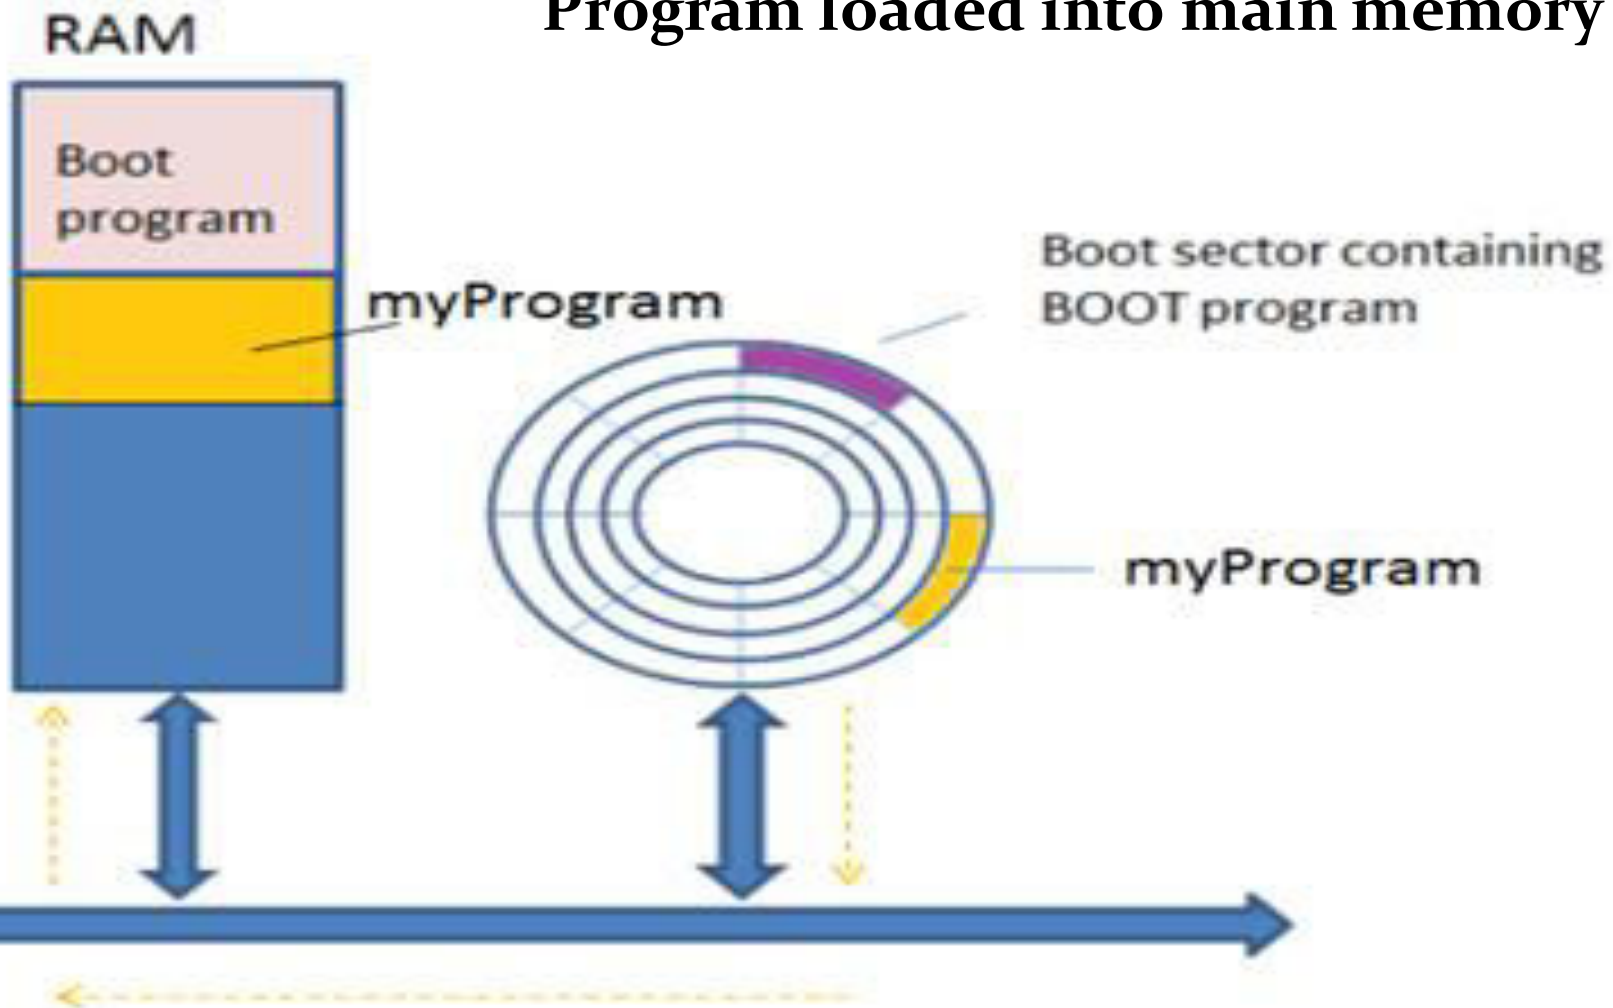 Program loaded into main memory
RAM
Boot
program
myProgram
Boot sector containing
BOOT program
myProgram